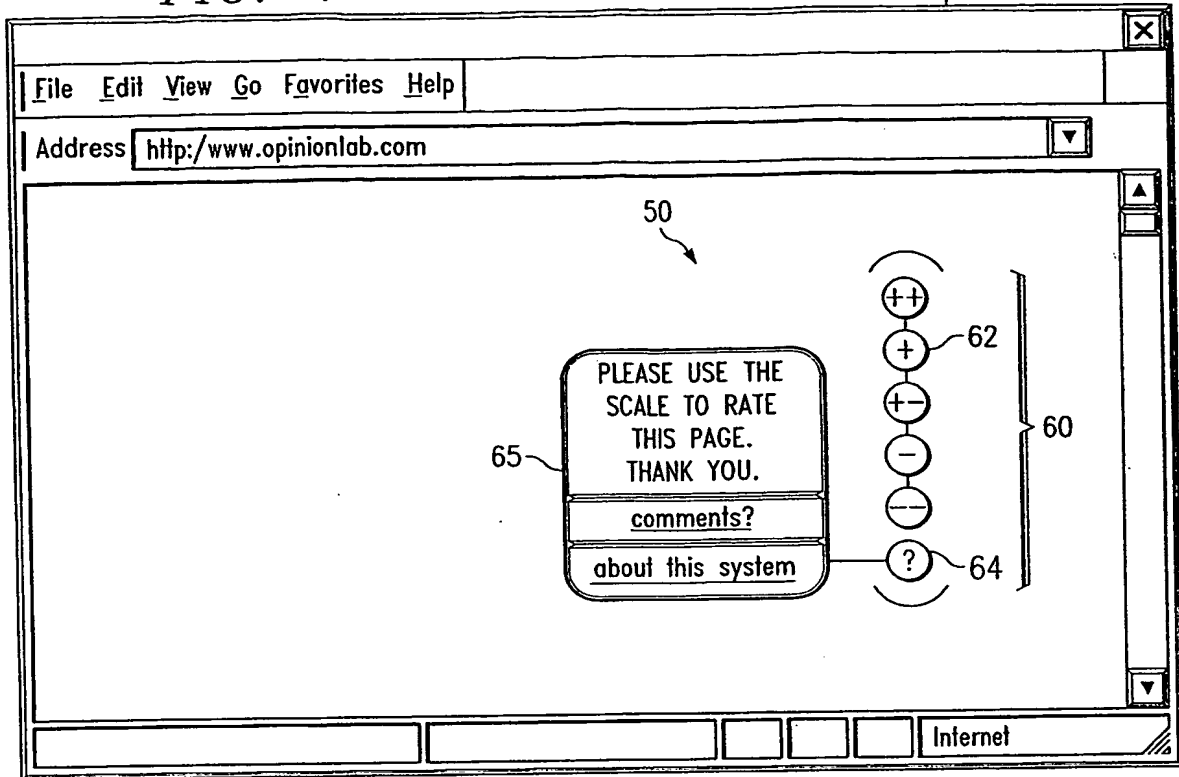 File Edit View Go Favorites Help
Address http:/www.opinionlab.com
50
++
+
62
+-
-
--
60
PLEASE USE THE
SCALE TO RATE
THIS PAGE.
THANK YOU.
65
comments?
about this system
?
64
Internet